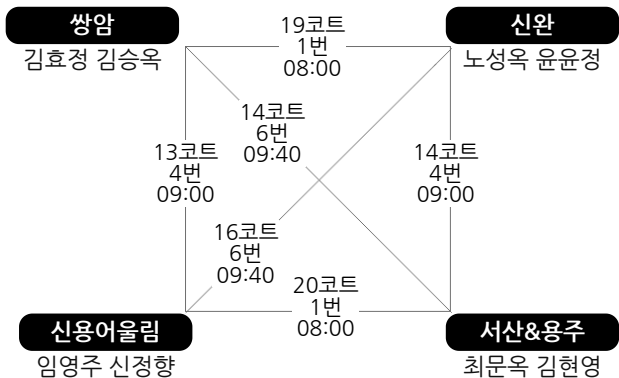 쌍암
김효정 김승옥
19코트
1번
08:00
신완
노성옥 윤윤정
14코트
6번
09:40
13코트
4번
09:00
14코트
4번
09:00
16코트
6번
09:40
20코트
1번
08:00
신용어울림
임영주 신정향
서산&용주
최문옥 김현영